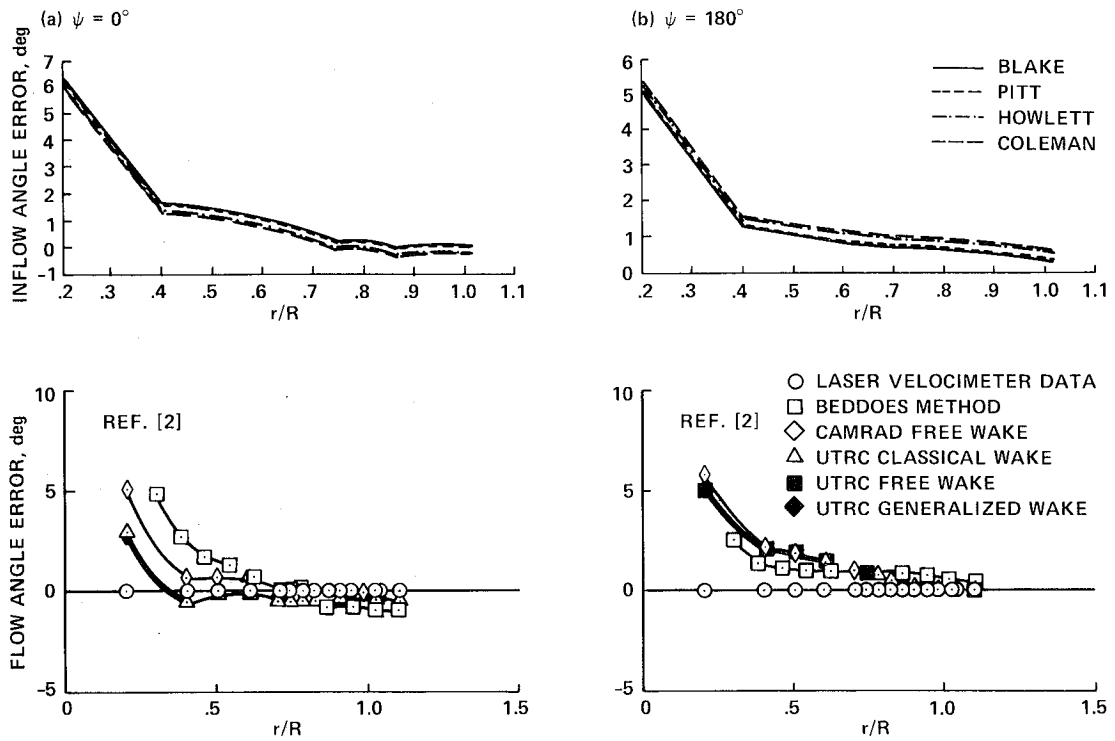 (a) ψ = 0°
INFLOW ANGLE ERROR, deg
7
6
5
4
3
2
1
0
−1
.2 .3 .4 .5 .6 .7 .8 .9 1.0 1.1
r/R
(b) ψ = 180°
6
5
4
3
2
1
0
.2 .3 .4 .5 .6 .7 .8 .9 1.0 1.1
r/R
BLAKE
PITT
HOWLETT
COLEMAN
FLOW ANGLE ERROR, deg
10
5
0
−5
REF. [2]
0 .5 1.0 1.5
r/R
10
5
0
−5
REF. [2]
0 .5 1.0 1.5
r/R
LASER VELOCIMETER DATA
BEDDOES METHOD
CAMRAD FREE WAKE
UTRC CLASSICAL WAKE
UTRC FREE WAKE
UTRC GENERALIZED WAKE